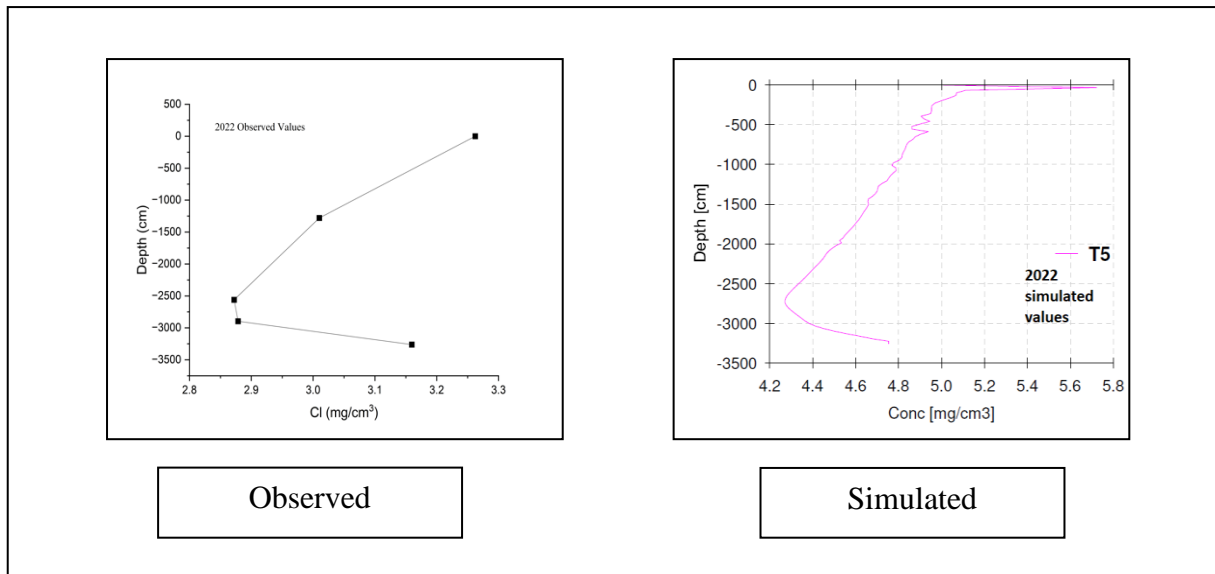 500
0
−500
−1000
−1500
−2000
−2500
−3000
−3500
2.8 2.9 3.0 3.1 3.2 3.3
Depth (cm)
Cl (mg/cm³)
2022 Observed Values
Observed
0
-500
-1000
-1500
-2000
-2500
-3000
-3500
4.2 4.4 4.6 4.8 5.0 5.2 5.4 5.6 5.8
Depth [cm]
Conc [mg/cm3]
T5
2022
simulated
values
Simulated